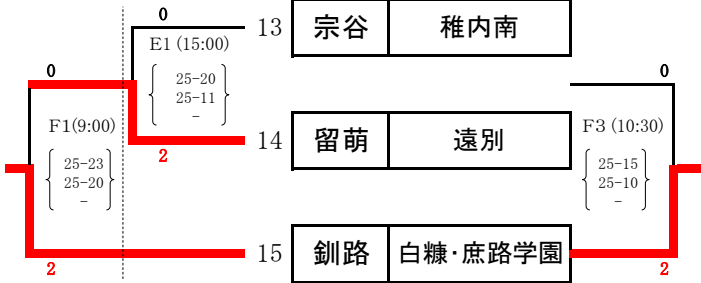 0
13 宗谷 稚内南
E1 (15:00)
25-20
25-11
-
0
0
F1(9:00)
14 留萌 遠別
F3 (10:30)
2
25-23
25-20
-
25-15
25-10
-
15 釧路 白糠・庶路学園
2
2